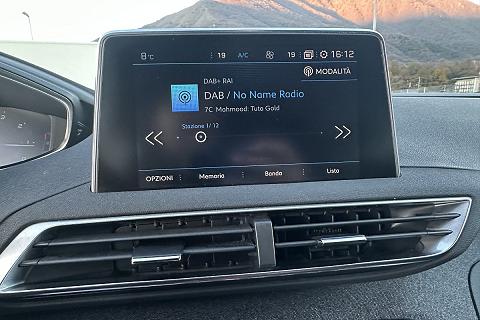 8°C 19 A/C 19 16:12
MODALITÀ
DAB+ RAI
DAB / No Name Radio
7C Mahmood: Tuta Gold
Stazione 1/ 12
OPZIONI Memoria Banda Lista